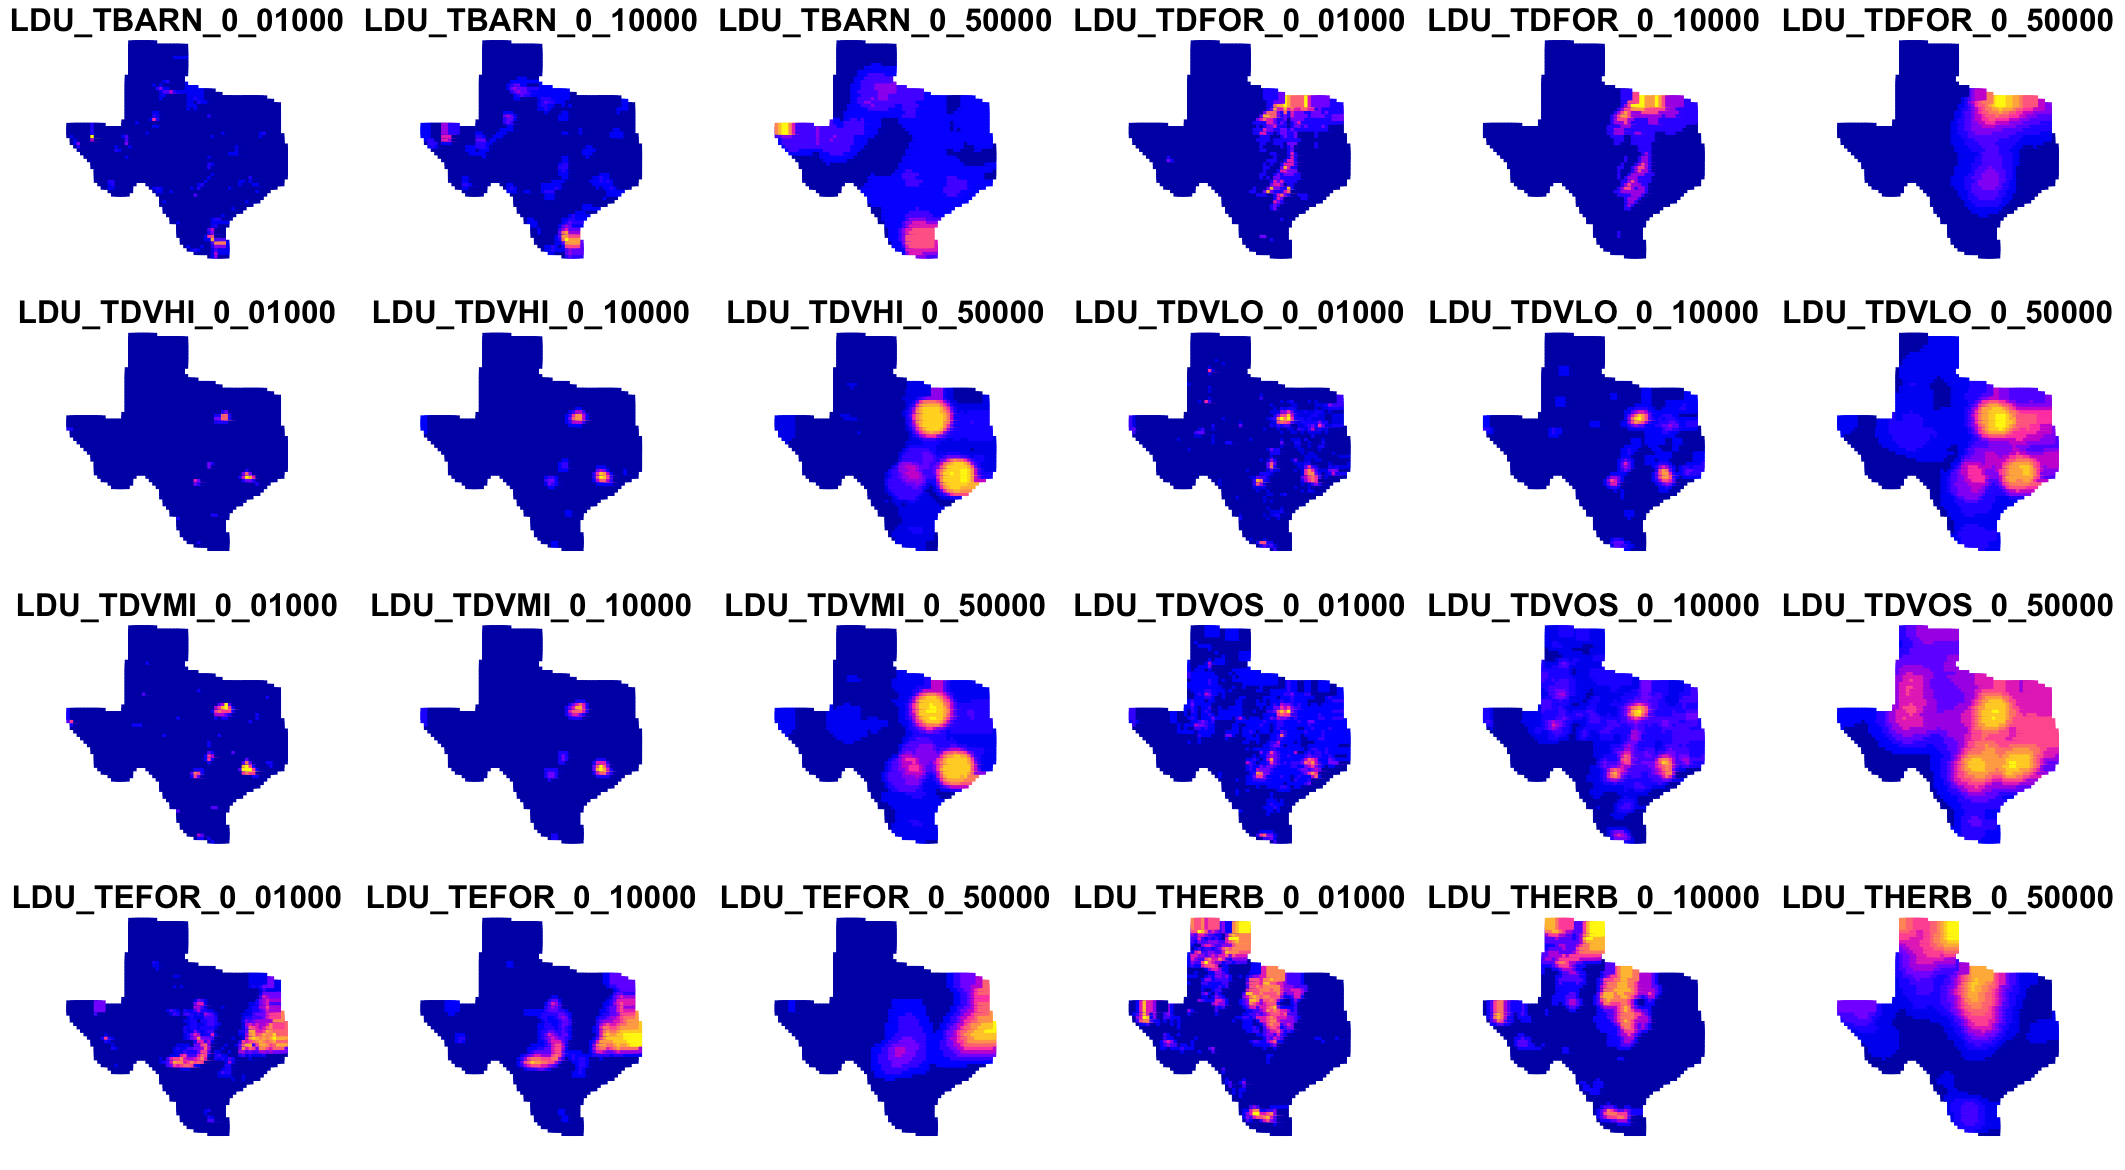 LDU_TBARN_0_01000 LDU_TBARN_0_10000 LDU_TBARN_0_50000 LDU_TDFOR_0_01000 LDU_TDFOR_0_10000 LDU_TDFOR_0_50000
LDU_TDVHI_0_01000 LDU_TDVHI_0_10000 LDU_TDVHI_0_50000 LDU_TDVLO_0_01000 LDU_TDVLO_0_10000 LDU_TDVLO_0_50000
LDU_TDVMI_0_01000 LDU_TDVMI_0_10000 LDU_TDVMI_0_50000 LDU_TDVOS_0_01000 LDU_TDVOS_0_10000 LDU_TDVOS_0_50000
LDU_TEFOR_0_01000 LDU_TEFOR_0_10000 LDU_TEFOR_0_50000 LDU_THERB_0_01000 LDU_THERB_0_10000 LDU_THERB_0_50000